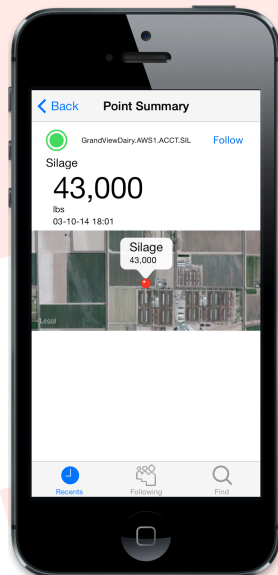 Back Point Summary
GrandViewDairy.AWS1.ACCT.SIL Follow
Silage
43,000
lbs
03-10-14 18:01
Silage
43,000
Legal
Recents Following Find